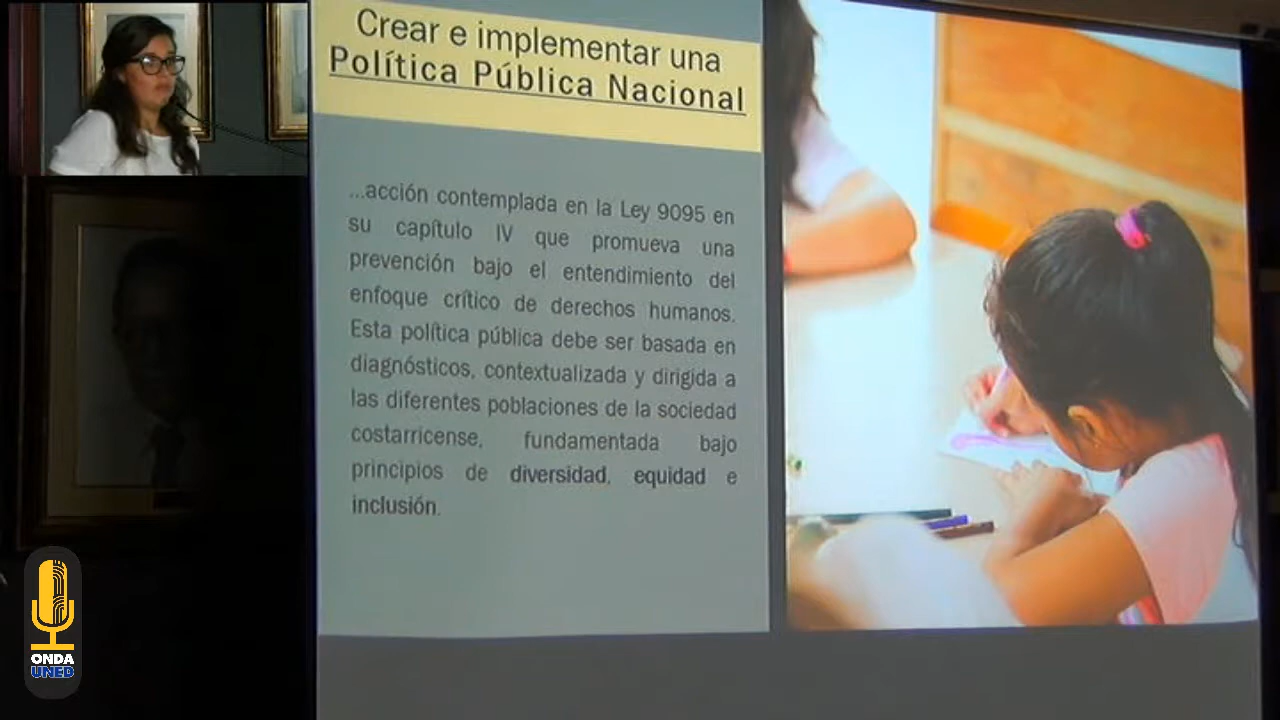 Crear e implementar una
Política Pública Nacional
...acción contemplada en la Ley 9095 en
su capítulo IV que promueva una
prevención bajo el entendimiento del
enfoque crítico de derechos humanos.
Esta política pública debe ser basada en
diagnósticos, contextualizada y dirigida a
las diferentes poblaciones de la sociedad
costarricense, fundamentada bajo
principios de diversidad, equidad e
inclusión.
ONDA
UNED